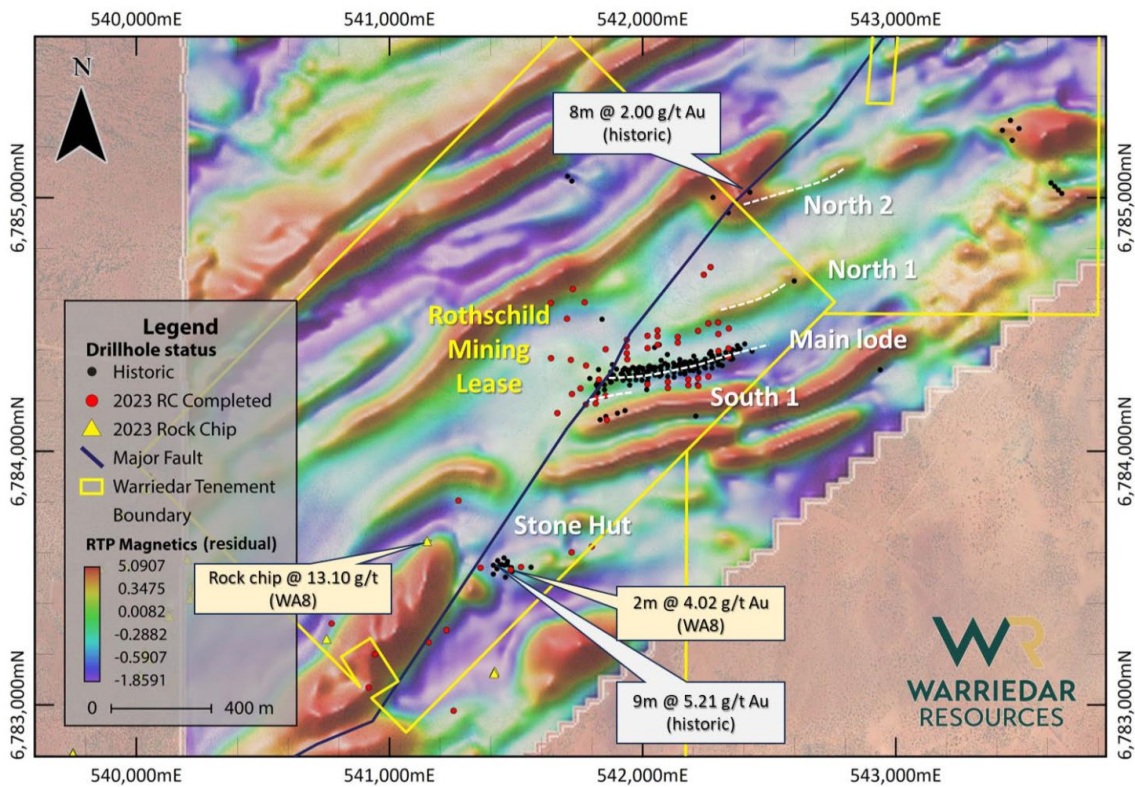 540,000mE
541,000mE
542,000mE
543,000mE
N
8m @ 2.00 g/t Au
(historic)
6,785,000mN
6,785,000mN
North 2
North 1
Rothschild
Mining
Lease
Main lode
South 1
6,784,000mN
6,784,000mN
Stone Hut
Legend
Drillhole status
Historic
2023 RC Completed
2023 Rock Chip
Major Fault
Warriedar Tenement
Boundary
RTP Magnetics (residual)
5.0907
0.3475
0.0082
-0.2882
-0.5907
-1.8591
0
400 m
Rock chip @ 13.10 g/t
(WA8)
2m @ 4.02 g/t Au
(WA8)
9m @ 5.21 g/t Au
(historic)
6,783,000mN
6,783,000mN
WR
WARRIEDAR
RESOURCES
540,000mE
541,000mE
542,000mE
543,000mE